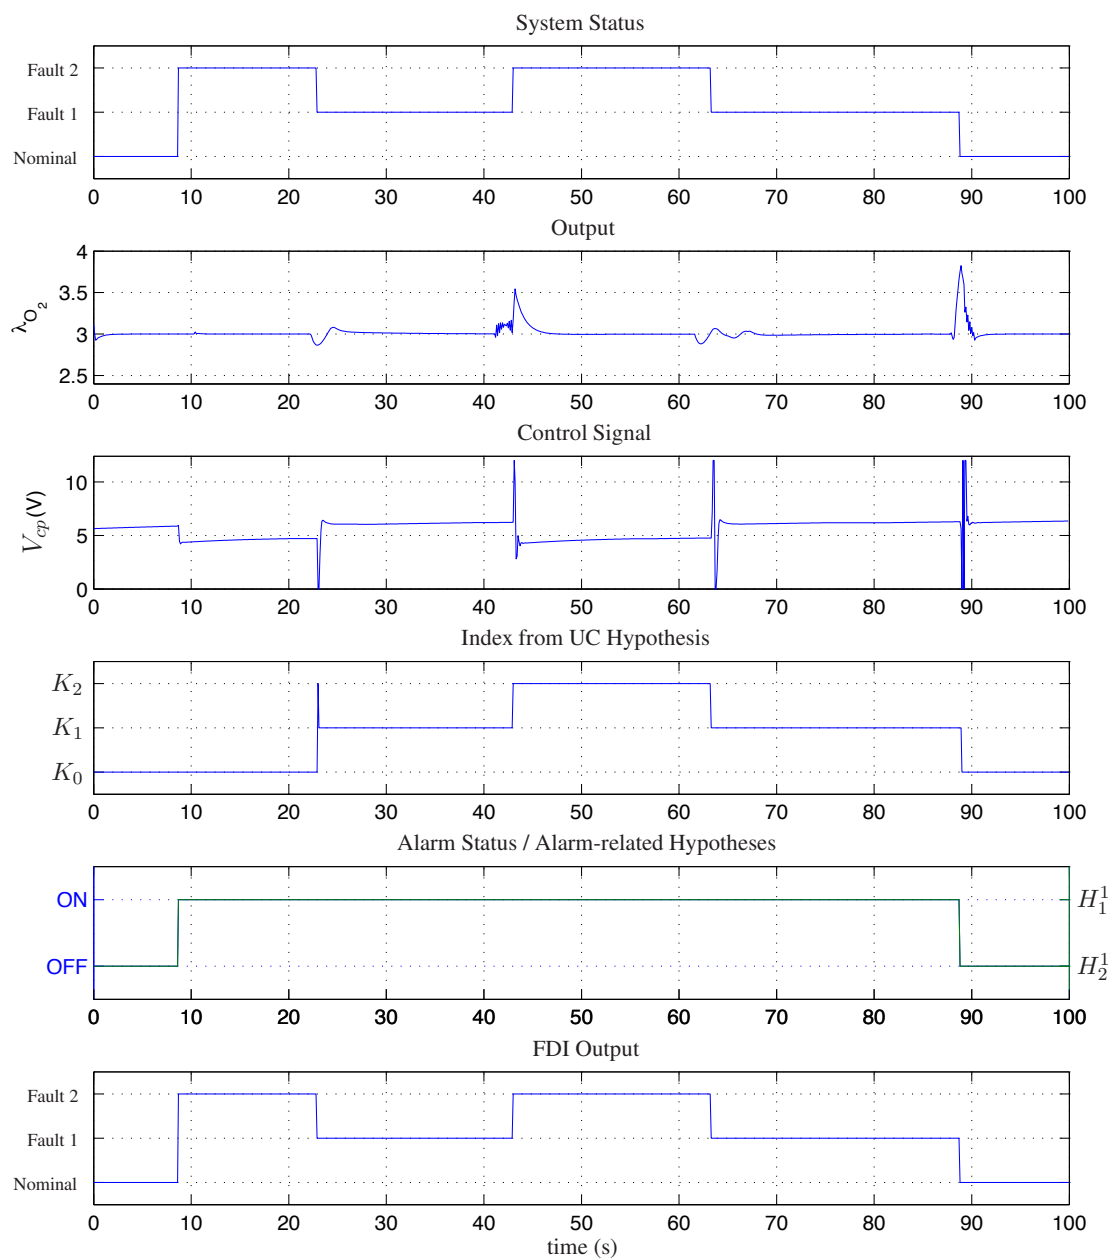 System Status
Fault 2
Fault 1
Nominal
0 10 20 30 40 50 60 70 80 90 100
Output
4
3.5
3
2.5
λO2
0 10 20 30 40 50 60 70 80 90 100
Control Signal
10
5
0
Vcp(V)
0 10 20 30 40 50 60 70 80 90 100
Index from UC Hypothesis
K2
K1
K0
0 10 20 30 40 50 60 70 80 90 100
Alarm Status / Alarm-related Hypotheses
ON H^1_1
OFF H^1_2
0 10 20 30 40 50 60 70 80 90 100
FDI Output
Fault 2
Fault 1
Nominal
0 10 20 30 40 50 60 70 80 90 100
time (s)